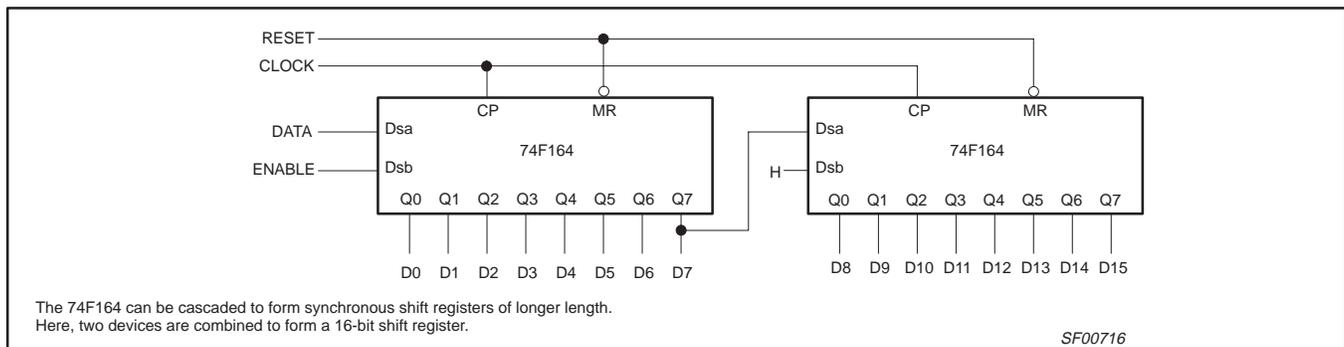 RESET
CLOCK
CP MR CP MR
DATA Dsa Dsa
74F164 74F164
ENABLE Dsb H Dsb
Q0 Q1 Q2 Q3 Q4 Q5 Q6 Q7 Q0 Q1 Q2 Q3 Q4 Q5 Q6 Q7
D0 D1 D2 D3 D4 D5 D6 D7 D8 D9 D10 D11 D12 D13 D14 D15
The 74F164 can be cascaded to form synchronous shift registers of longer length.
Here, two devices are combined to form a 16-bit shift register.
SF00716